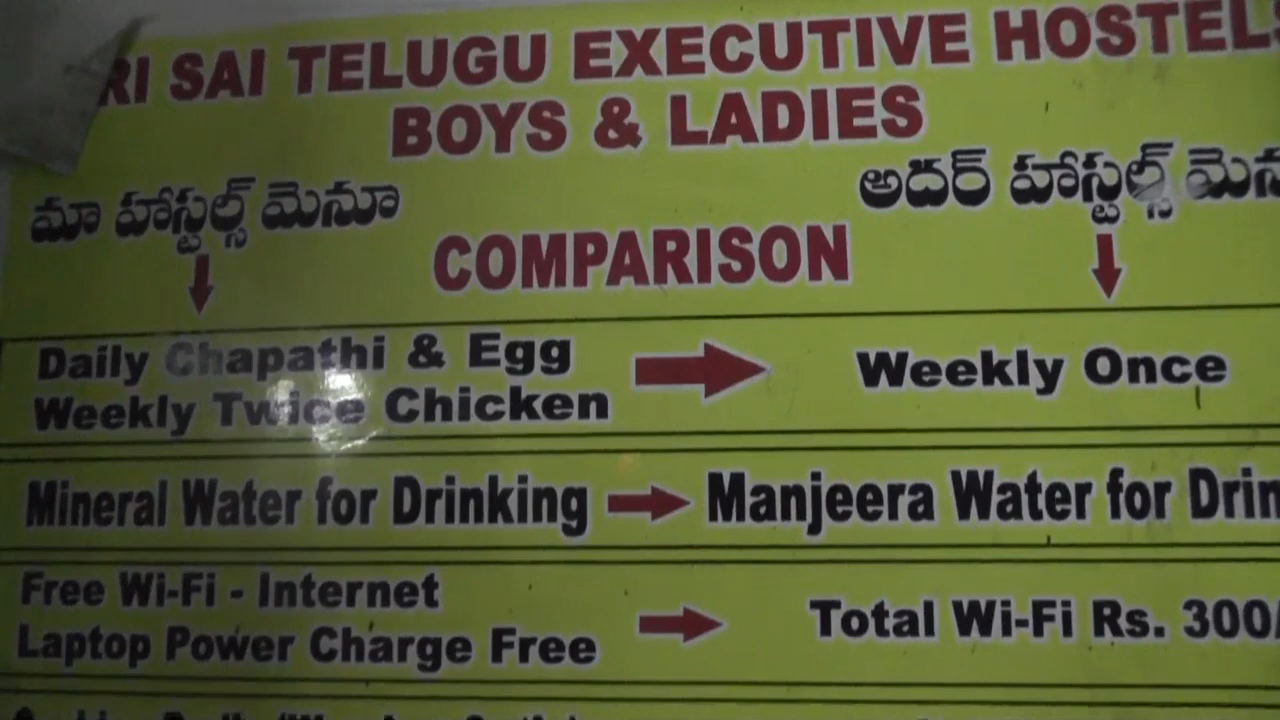 RI SAI TELUGU EXECUTIVE HOSTELS
BOYS & LADIES
మా హాస్టల్స్ మెనూ
అదర్ హాస్టల్స్ మెన
COMPARISON
Daily Chapathi & Egg
Weekly Twice Chicken
Weekly Once
Mineral Water for Drinking
Manjeera Water for Drin
Free Wi-Fi - Internet
Laptop Power Charge Free
Total Wi-Fi Rs. 300/